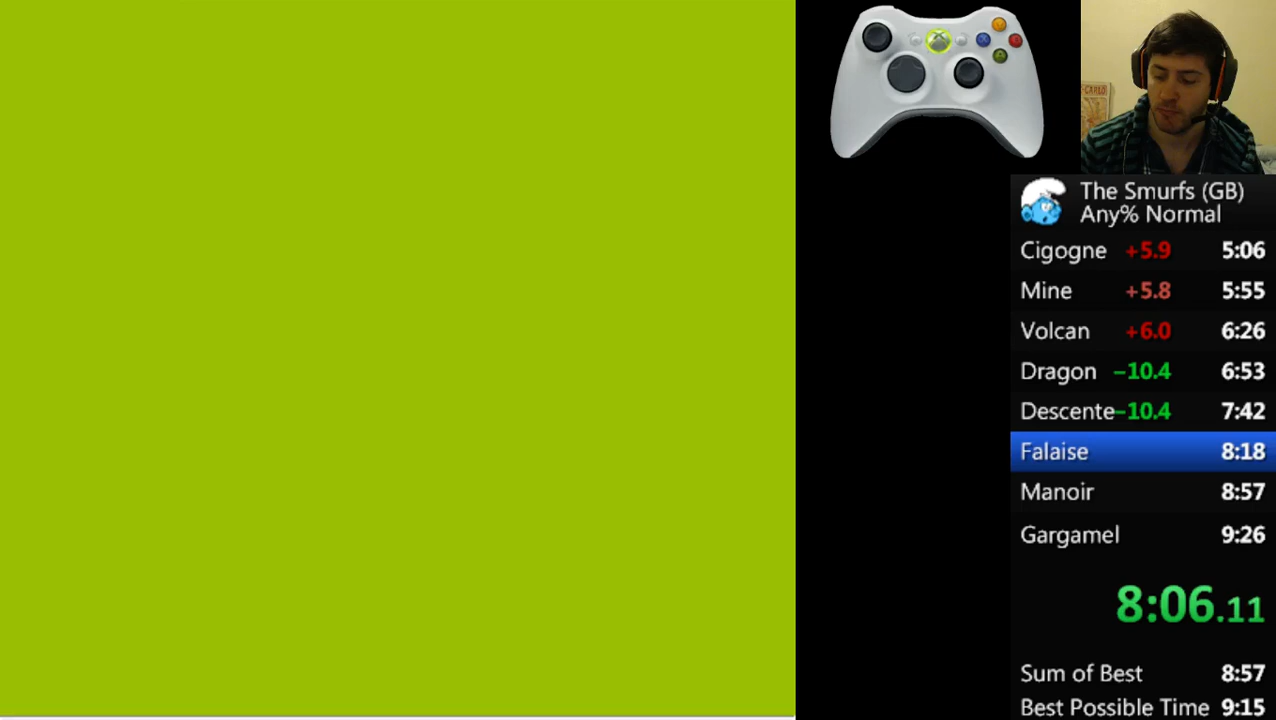 CARLO
The Smurfs (GB)
Any% Normal
Cigogne +5.9 5:06
Mine +5.8 5:55
Volcan +6.0 6:26
Dragon −10.4 6:53
Descente −10.4 7:42
Falaise 8:18
Manoir 8:57
Gargamel 9:26
8:06.11
Sum of Best 8:57
Best Possible Time 9:15